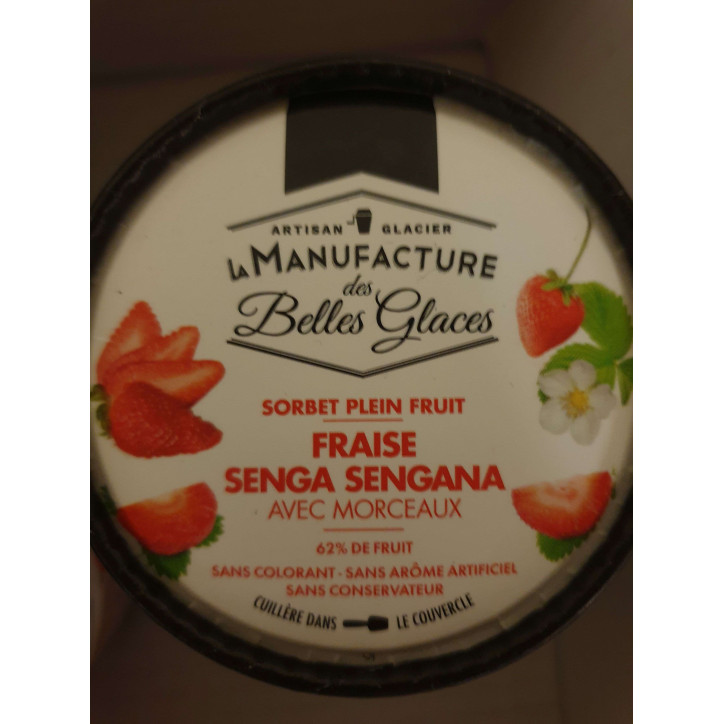 ARTISAN GLACIER
LA MANUFACTURE
des
Belles Glaces
SORBET PLEIN FRUIT
FRAISE
SENGA SENGANA
AVEC MORCEAUX
62% DE FRUIT
SANS COLORANT - SANS ARÔME ARTIFICIEL
SANS CONSERVATEUR
CUILLÈRE DANS LE COUVERCLE